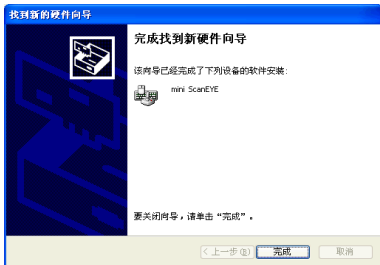 找到新的硬件向导
完成找到新硬件向导
该向导已经完成了下列设备的软件安装:
mini ScanEYE
要关闭向导，请单击“完成”。
< 上一步(B) 完成 取消